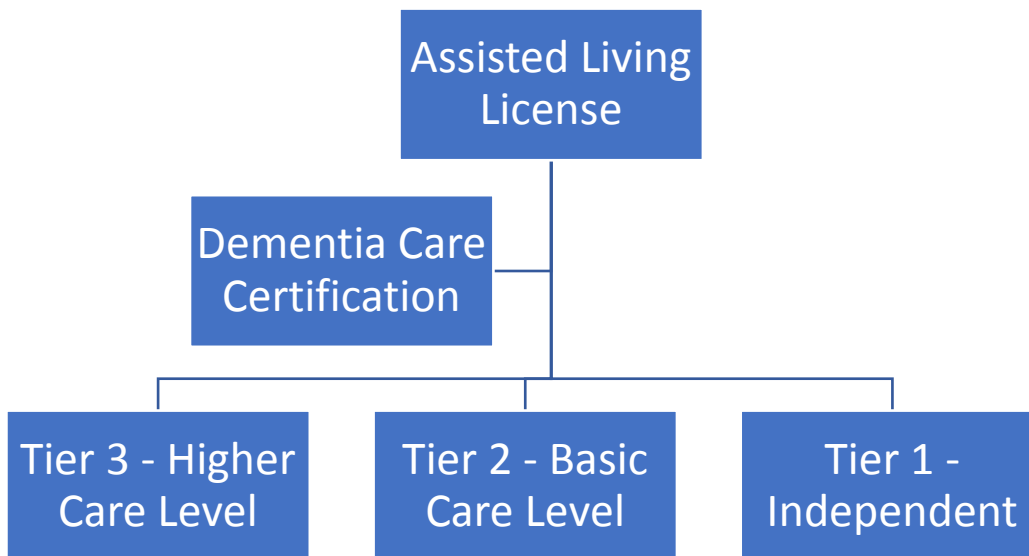 Assisted Living
License
Dementia Care
Certification
Tier 3 - Higher
Care Level
Tier 2 - Basic
Care Level
Tier 1 -
Independent